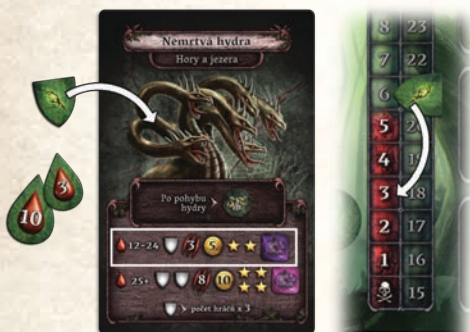 Nemrtvá hydra
Hory a jezera
10
3
Po pohybu
hydry
12-24 3 5
25+ 8 10
počet hráčů x 3
8 23
7 22
6
5
4
3 18
2 17
1 16
15